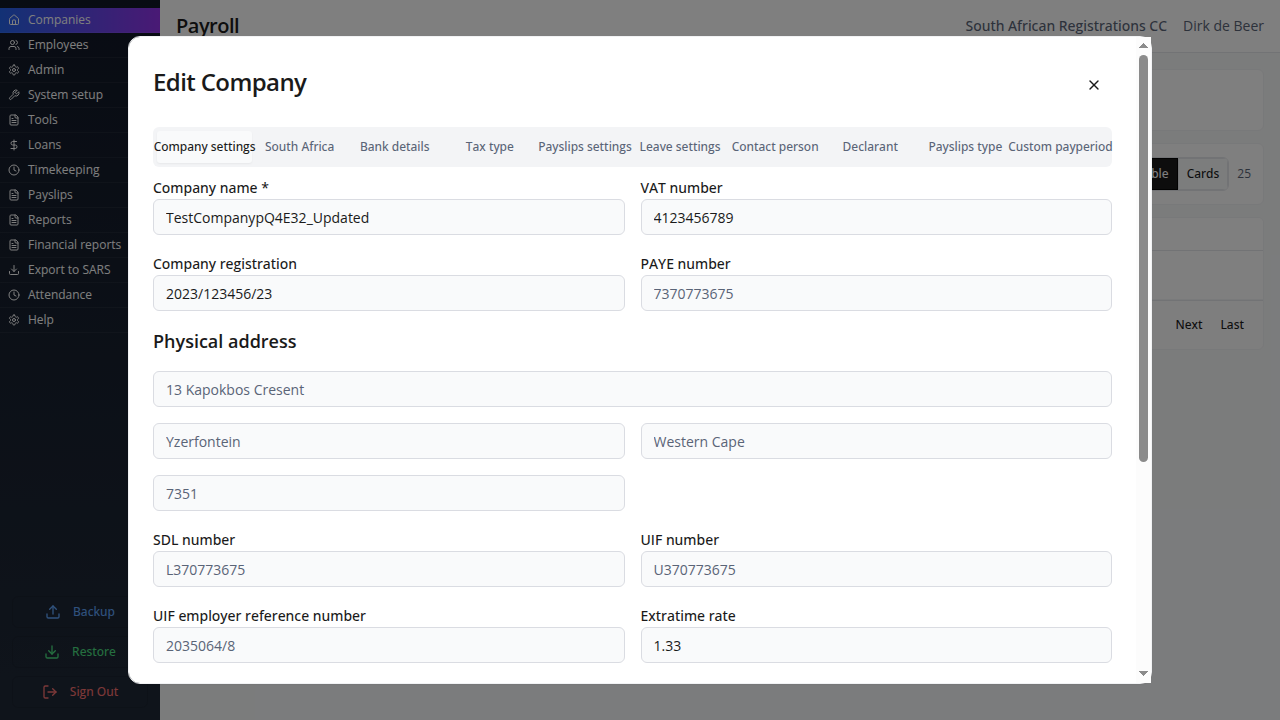 Companies
Employees
Admin
System setup
Tools
Loans
Timekeeping
Payslips
Reports
Financial reports
Export to SARS
Attendance
Help
Backup
Restore
Sign Out
Payroll
South African Registrations CC Dirk de Beer
ble Cards 25
Next Last
Edit Company
Company settings South Africa Bank details Tax type Payslips settings Leave settings Contact person Declarant Payslips type Custom payperiod
Company name * VAT number
TestCompanypQ4E32_Updated 4123456789
Company registration PAYE number
2023/123456/23 7370773675
Physical address
13 Kapokbos Cresent
Yzerfontein Western Cape
7351
SDL number UIF number
L370773675 U370773675
UIF employer reference number Extratime rate
2035064/8 1.33